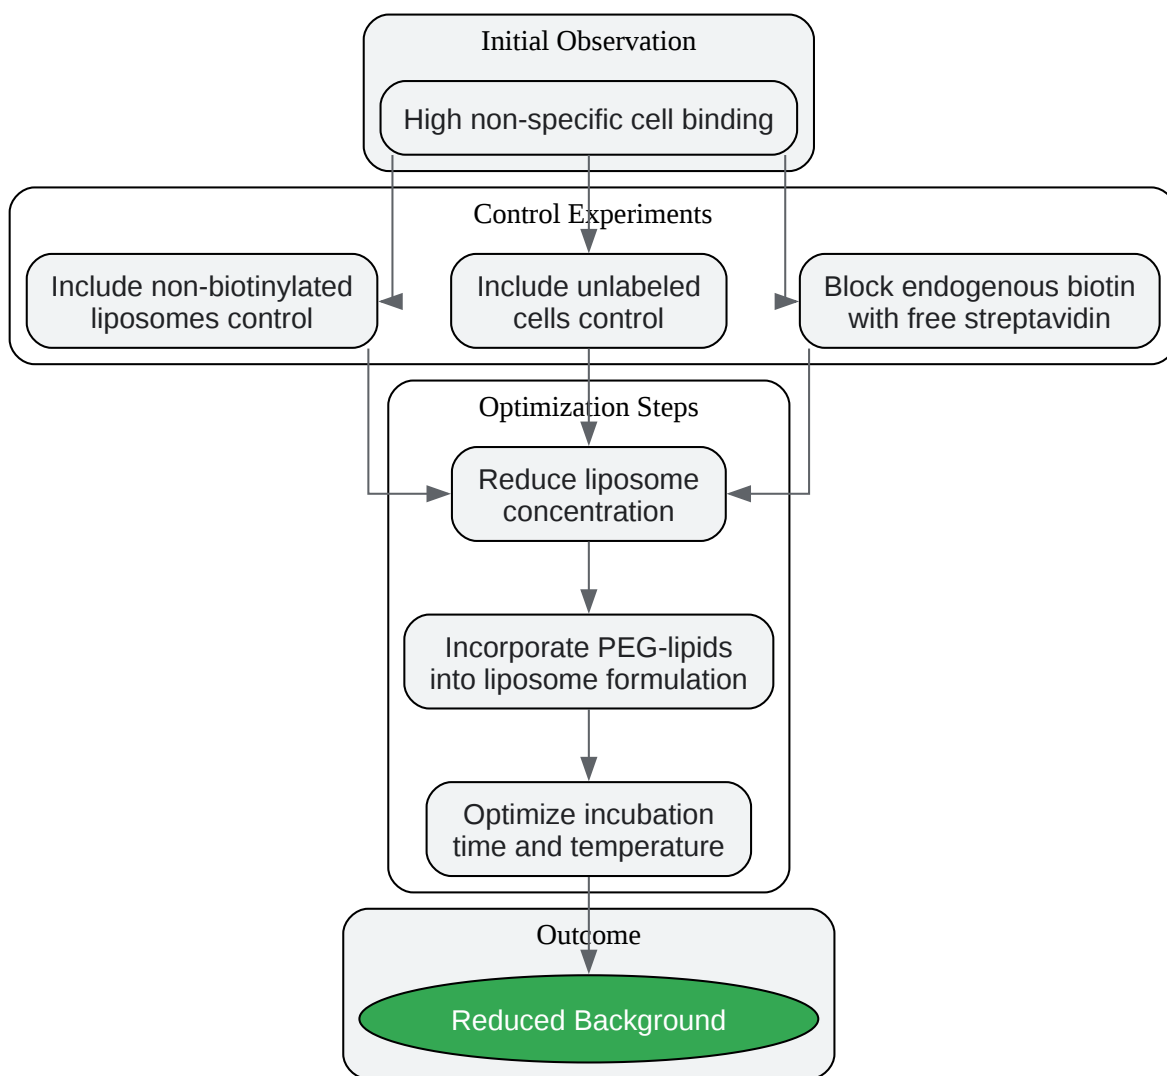 Initial Observation
High non-specific cell binding
Control Experiments
Include non-biotinylated
liposomes control
Include unlabeled
cells control
Block endogenous biotin
with free streptavidin
Optimization Steps
Reduce liposome
concentration
Incorporate PEG-lipids
into liposome formulation
Optimize incubation
time and temperature
Outcome
Reduced Background